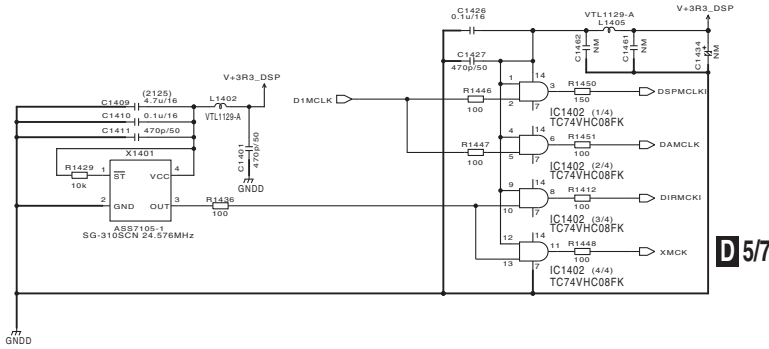 C1426
0.1u/16
VTL1129-A
L1405
V+3R3_DSP
C1462
NM
C1461
NM
C1434
NM
C1427
470p/50
(2125)
C1409 4.7u/16
C1410 0.1u/16
C1411 470p/50
L1402
VTL1129-A
V+3R3_DSP
C1401
470p/50
GNDD
X1401
R1429
10k
1 ST VCC 4
2 GND OUT 3
ASS7105-1
SG-310SCN 24.576MHz
R1436
100
GNDD
D1MCLK
R1446
100
1
2
14
3
7
R1450
150
DSPMCLKI
IC1402 (1/4)
TC74VHC08FK
R1447
100
4
5
14
6
7
R1451
100
DAMCLK
IC1402 (2/4)
TC74VHC08FK
9
10
8
7
R1412
100
DIRMCKI
IC1402 (3/4)
TC74VHC08FK
12
13
14
11
7
R1448
100
XMCK
IC1402 (4/4)
TC74VHC08FK
D 5/7